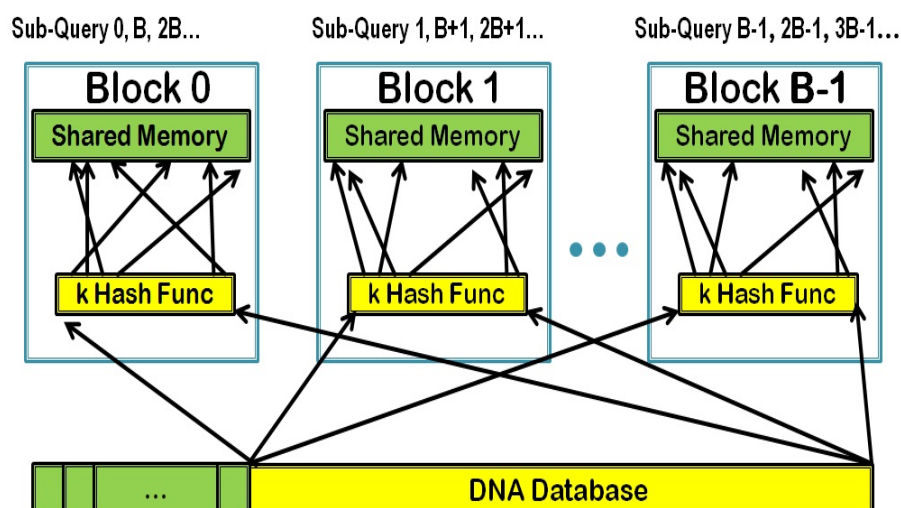 Sub-Query 0, B, 2B... Sub-Query 1, B+1, 2B+1... Sub-Query B-1, 2B-1, 3B-1...
Block 0 Block 1 Block B-1
Shared Memory Shared Memory Shared Memory
k Hash Func k Hash Func k Hash Func
... DNA Database